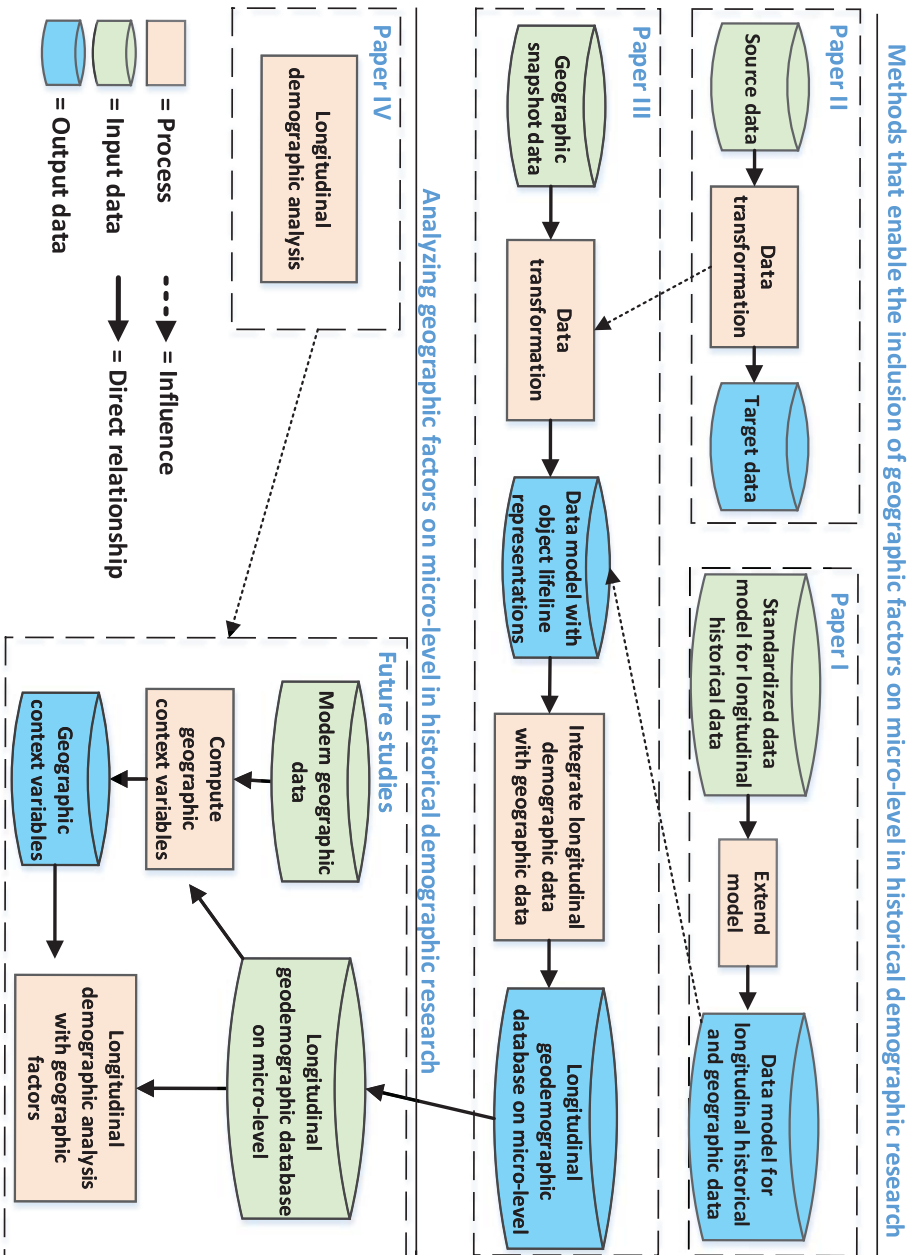 Methods that enable the inclusion of geographic factors on micro-level in historical demographic research
Paper II
Source data
Data
transformation
Target data
Paper I
Standardized data
model for longitudinal
historical data
Extend
model
Data model for
longitudinal historical
and geographic data
Paper III
Geographic
snapshot data
Data
transformation
Data model with
object lifeline
representations
Integrate longitudinal
demographic data
with geographic data
Longitudinal
geodemographic
database on micro-level
Analyzing geographic factors on micro-level in historical demographic research
Paper IV
Longitudinal
demographic analysis
Future studies
Modern geographic
data
Compute
geographic
context variables
Geographic
context variables
Longitudinal
geodemographic database
on micro-level
Longitudinal
demographic analysis
with geographic
factors
= Process
= Input data
= Output data
= Influence
= Direct relationship